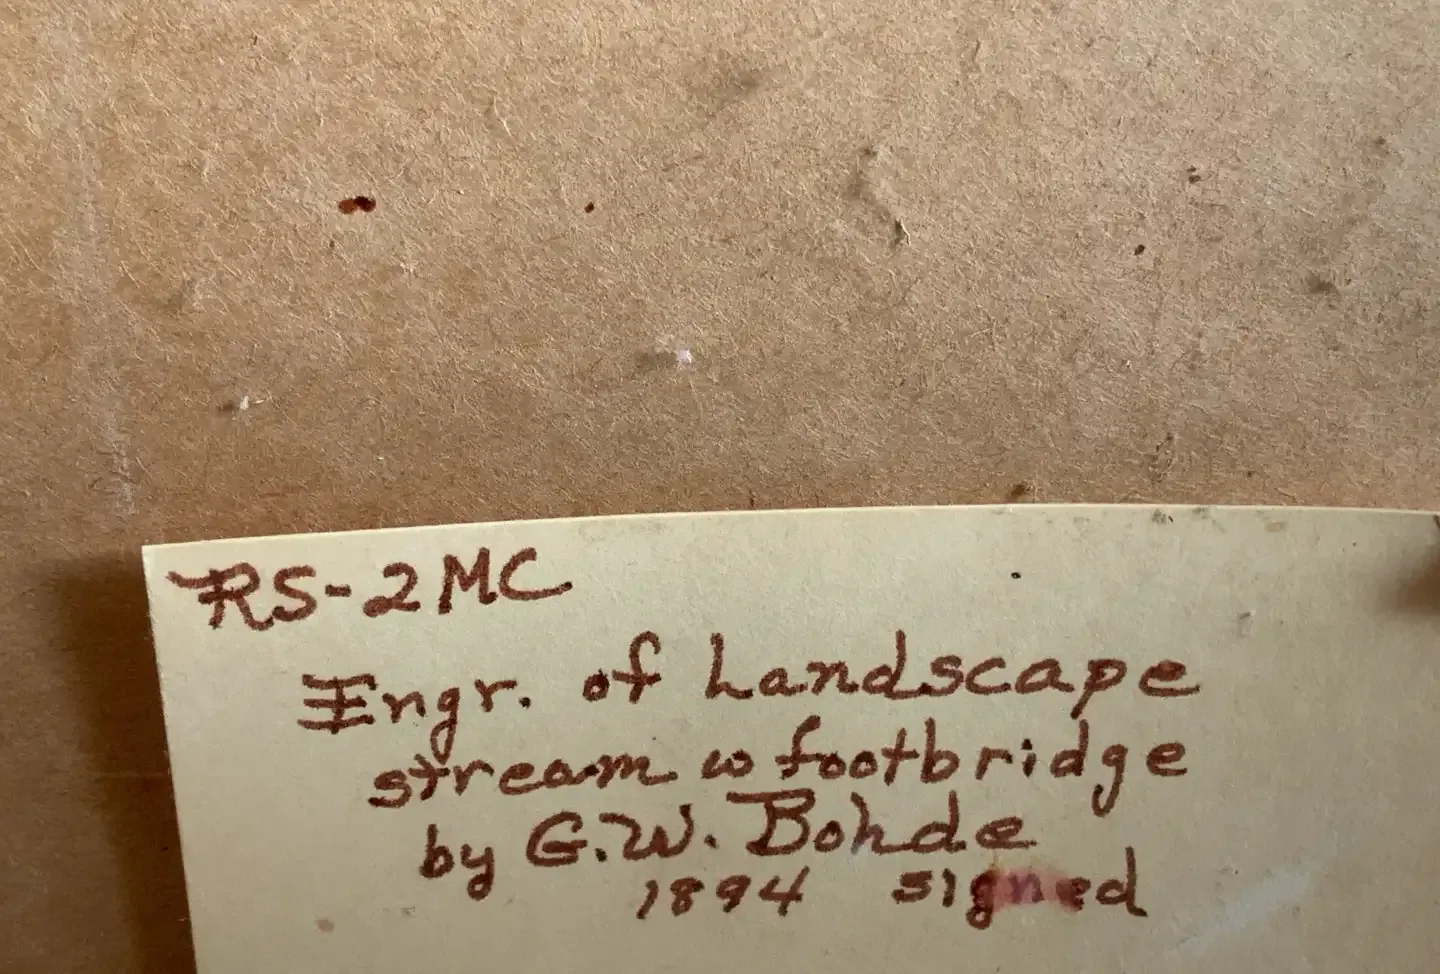 RS-2MC
Engr. of Landscape
stream w footbridge
by G.W. Bohde
1894 signed